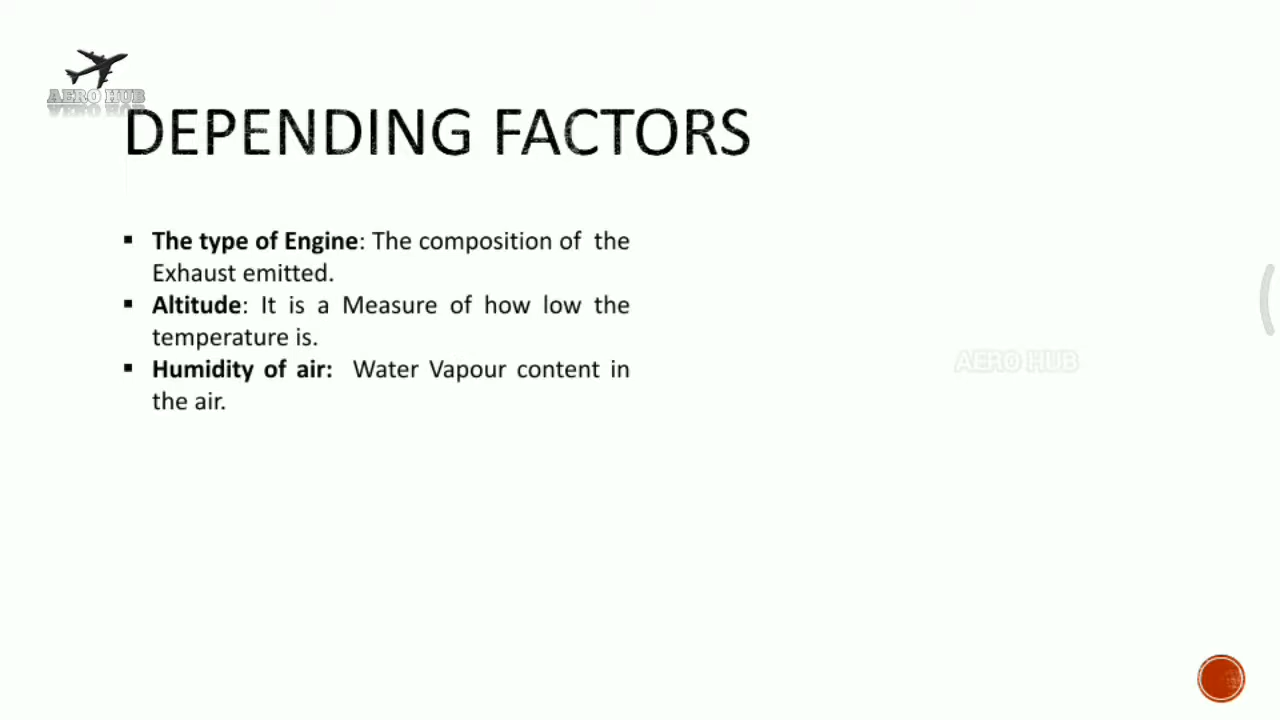 AERO HUB
DEPENDING FACTORS
▪ The type of Engine: The composition of the
Exhaust emitted.
▪ Altitude: It is a Measure of how low the
temperature is.
▪ Humidity of air: Water Vapour content in
the air.
AERO HUB